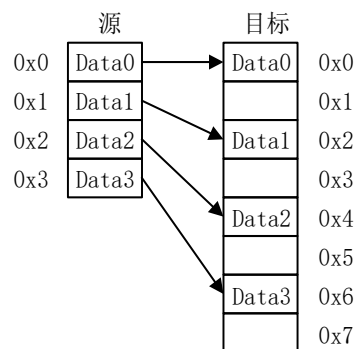 源 目标
0x0 Data0 Data0 0x0
0x1 Data1 0x1
0x2 Data2 Data1 0x2
0x3 Data3 0x3
Data2 0x4
0x5
Data3 0x6
0x7